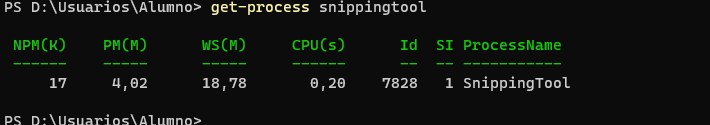 PS D:\Usuarios\Alumno> get-process snippingtool
NPM(K) PM(M) WS(M) CPU(s) Id SI ProcessName
------ ----- ----- ------ -- -- -----------
17 4,02 18,78 0,20 7828 1 SnippingTool
PS D:\Usuarios\Alumno>